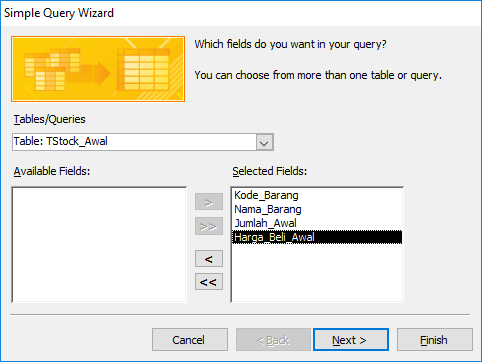 Simple Query Wizard
Which fields do you want in your query?
You can choose from more than one table or query.
Tables/Queries
Table: TStock_Awal
Available Fields:
Selected Fields:
Kode_Barang
Nama_Barang
Jumlah_Awal
Harga_Beli_Awal
>
>>
<
<<
Cancel
< Back
Next >
Finish